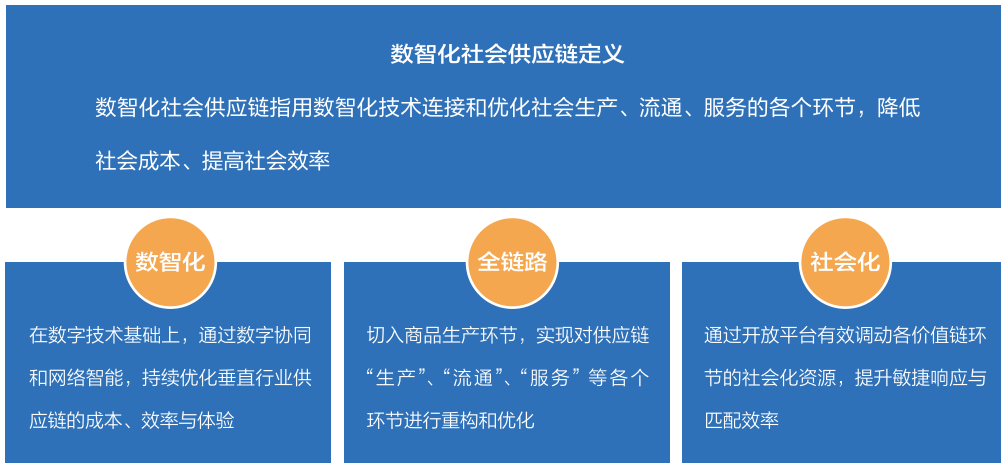 数智化社会供应链定义
数智化社会供应链指用数智化技术连接和优化社会生产、流通、服务的各个环节，降低
社会成本、提高社会效率
数智化
在数字技术基础上，通过数字协同
和网络智能，持续优化垂直行业供
应链的成本、效率与体验
全链路
切入商品生产环节，实现对供应链
“生产”、“流通”、“服务” 等各个
环节进行重构和优化
社会化
通过开放平台有效调动各价值链环
节的社会化资源，提升敏捷响应与
匹配效率